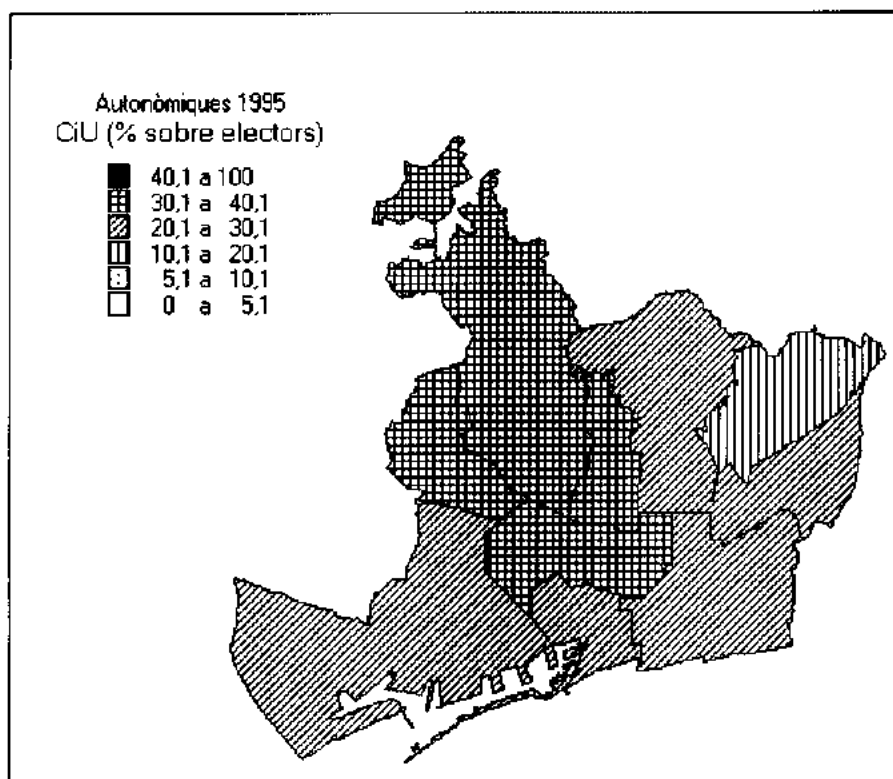 Autonòmiques 1995
CiU (% sobre electors)
40,1 a 100
30,1 a 40,1
20,1 a 30,1
10,1 a 20,1
5,1 a 10,1
0 a 5,1